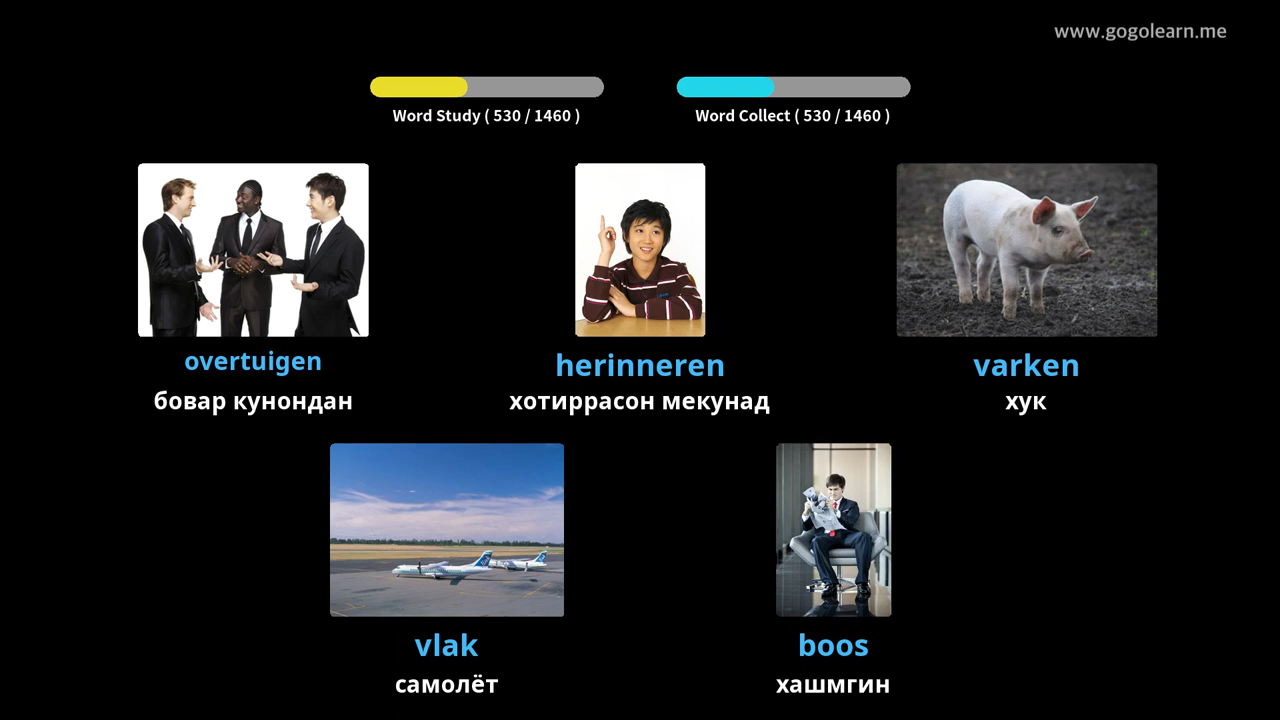 www.gogolearn.me
Word Study ( 530 / 1460 )
Word Collect ( 530 / 1460 )
overtuigen
бовар кунондан
herinneren
хотиррасон мекунад
varken
хук
vlak
самолёт
boos
хашмгин